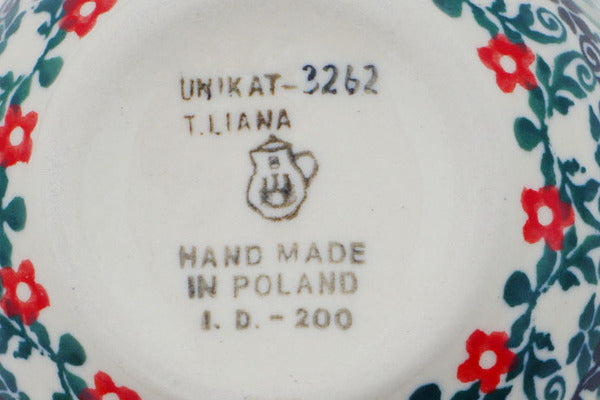 UNIKAT-3262
T.LIANA
HAND MADE
IN POLAND
I. D. - 200